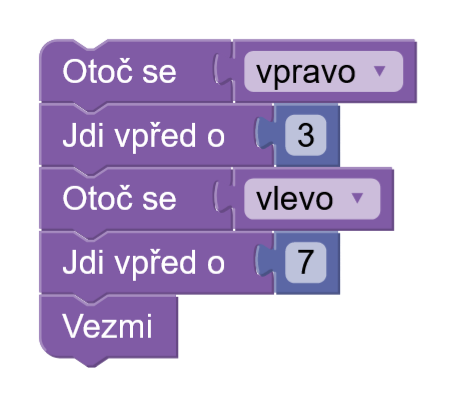 Otoč se vpravo
Jdi vpřed o 3
Otoč se vlevo
Jdi vpřed o 7
Vezmi